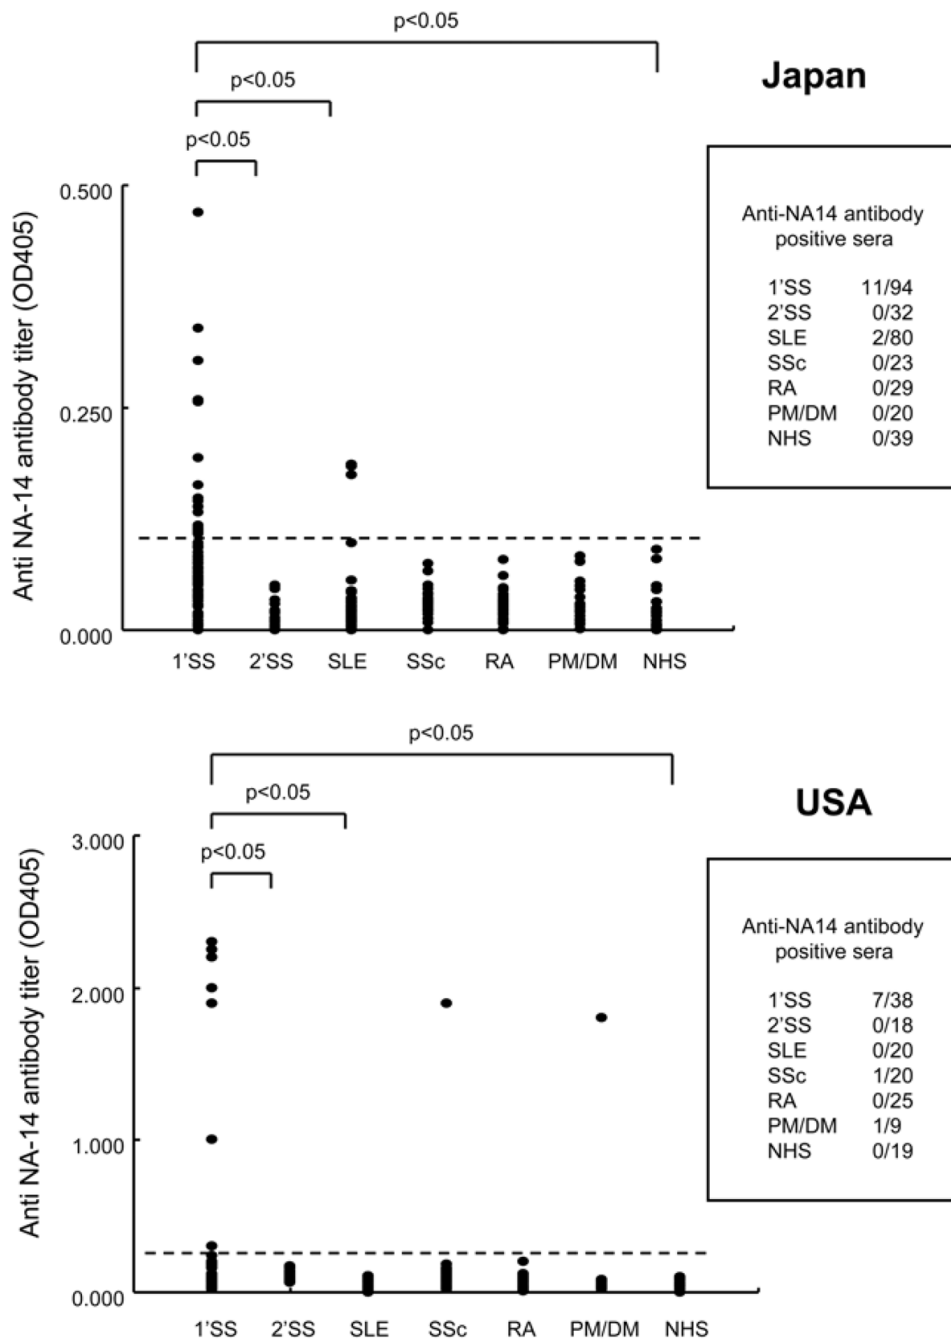 p<0.05
Japan
p<0.05
p<0.05
Anti NA-14 antibody titer (OD405)
0.500
0.250
0.000
1'SS 2'SS SLE SSc RA PM/DM NHS
Anti-NA14 antibody
positive sera
1'SS 11/94
2'SS 0/32
SLE 2/80
SSc 0/23
RA 0/29
PM/DM 0/20
NHS 0/39
p<0.05
USA
p<0.05
p<0.05
Anti NA-14 antibody titer (OD405)
3.000
2.000
1.000
0.000
1'SS 2'SS SLE SSc RA PM/DM NHS
Anti-NA14 antibody
positive sera
1'SS 7/38
2'SS 0/18
SLE 0/20
SSc 1/20
RA 0/25
PM/DM 1/9
NHS 0/19